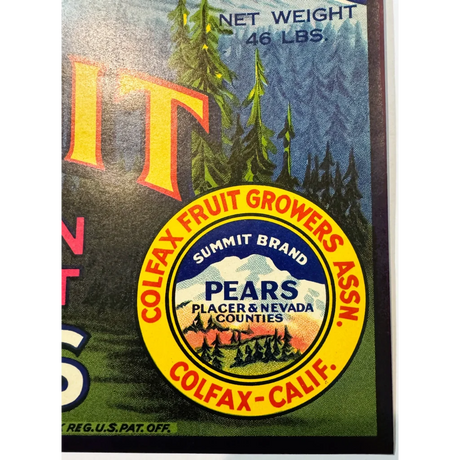 NET WEIGHT
46 LBS.
IT
N
T
S
COLFAX FRUIT GROWERS ASSN.
SUMMIT BRAND
PEARS
PLACER & NEVADA
COUNTIES
COLFAX-CALIF.
REG.U.S.PAT.OFF.